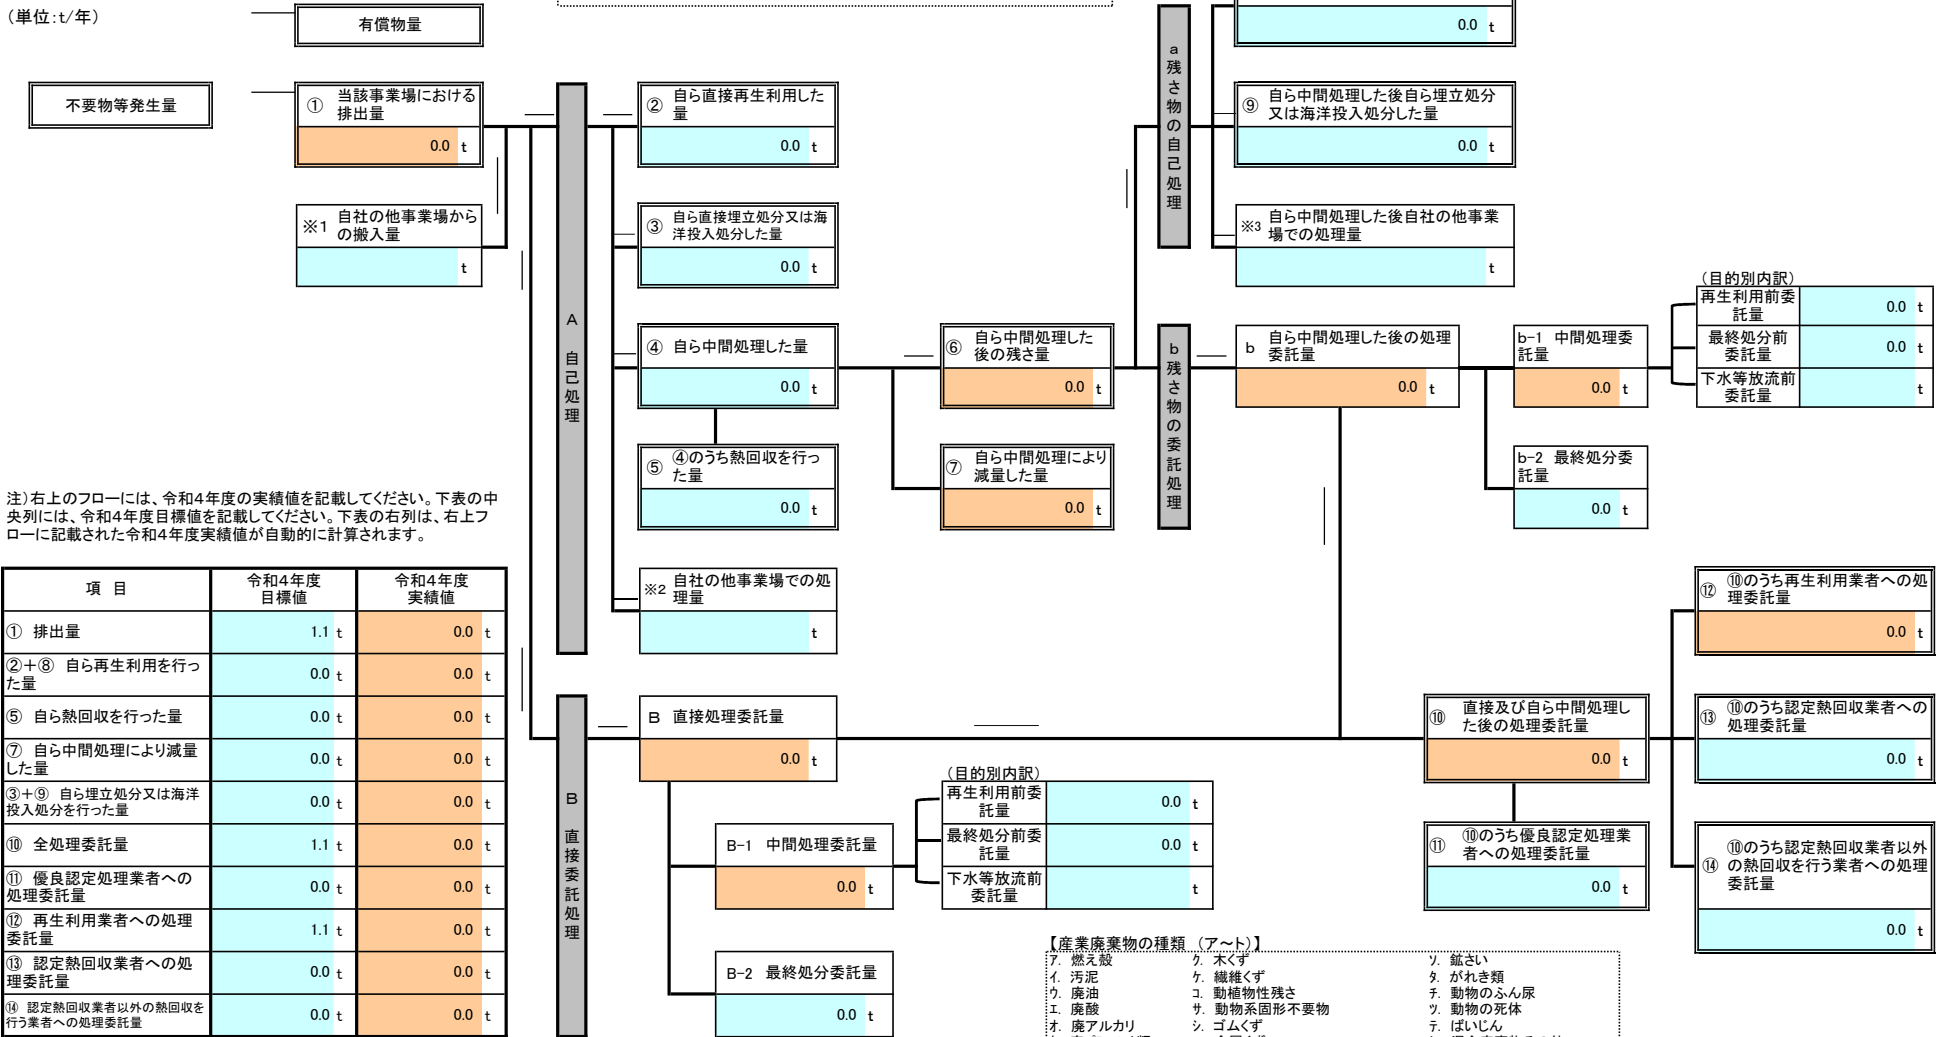 (単位:t/年)
有償物量
0.0 t
不要物等発生量
① 当該事業場における
排出量
0.0 t
※1 自社の他事業場から
の搬入量
t
A 自己処理
② 自ら直接再生利用した
量
0.0 t
③ 自ら直接埋立処分又は海
洋投入処分した量
0.0 t
④ 自ら中間処理した量
0.0 t
⑤ ④のうち熱回収を行っ
た量
0.0 t
※2 自社の他事業場での処
理量
t
⑥ 自ら中間処理した
後の残さ量
0.0 t
⑦ 自ら中間処理により
減量した量
0.0 t
a残さ物の自己処理
⑨ 自ら中間処理した後自ら埋立処分
又は海洋投入処分した量
0.0 t
※3 自ら中間処理した後自社の他事業
場での処理量
t
b残さ物の委託処理
b 自ら中間処理した後の処理
委託量
0.0 t
b-1 中間処理委
託量
0.0 t
(目的別内訳)
再生利用前委
託量
0.0 t
最終処分前
委託量
0.0 t
下水等放流前
委託量
t
b-2 最終処分委
託量
0.0 t
注)右上のフローには、令和4年度の実績値を記載してください。下表の中
央列には、令和4年度目標値を記載してください。下表の右列は、右上フ
ローに記載された令和4年度実績値が自動的に計算されます。
項 目
令和4年度
目標値
令和4年度
実績値
① 排出量
1.1 t
0.0 t
②+⑧ 自ら再生利用を行っ
た量
0.0 t
0.0 t
⑤ 自ら熱回収を行った量
0.0 t
0.0 t
⑦ 自ら中間処理により減量
した量
0.0 t
0.0 t
③+⑨ 自ら埋立処分又は海洋
投入処分を行った量
0.0 t
0.0 t
⑩ 全処理委託量
1.1 t
0.0 t
⑪ 優良認定処理業者への
処理委託量
0.0 t
0.0 t
⑫ 再生利用業者への処理
委託量
1.1 t
0.0 t
⑬ 認定熱回収業者への処
理委託量
0.0 t
0.0 t
⑭ 認定熱回収業者以外の熱回収を
行う業者への処理委託量
0.0 t
0.0 t
B 直接委託処理
B 直接処理委託量
0.0 t
B-1 中間処理委託量
0.0 t
(目的別内訳)
再生利用前委
託量
0.0 t
最終処分前委
託量
0.0 t
下水等放流前
委託量
t
B-2 最終処分委託量
0.0 t
⑩ 直接及び自ら中間処理し
た後の処理委託量
0.0 t
⑪ ⑩のうち優良認定処理業
者への処理委託量
0.0 t
⑫ ⑩のうち再生利用業者への処
理委託量
0.0 t
⑬ ⑩のうち認定熱回収業者への
処理委託量
0.0 t
⑭ ⑩のうち認定熱回収業者以外
の熱回収を行う業者への処理
委託量
0.0 t
【産業廃棄物の種類 (ア~ト)】
ア. 燃え殻 ク. 木くず ソ. 鉱さい
イ. 汚泥 ケ. 繊維くず タ. がれき類
ウ. 廃油 コ. 動植物性残さ チ. 動物のふん尿
エ. 廃酸 サ. 動物系固形不要物 ツ. 動物の死体
オ. 廃アルカリ シ. ゴムくず テ. ばいじん